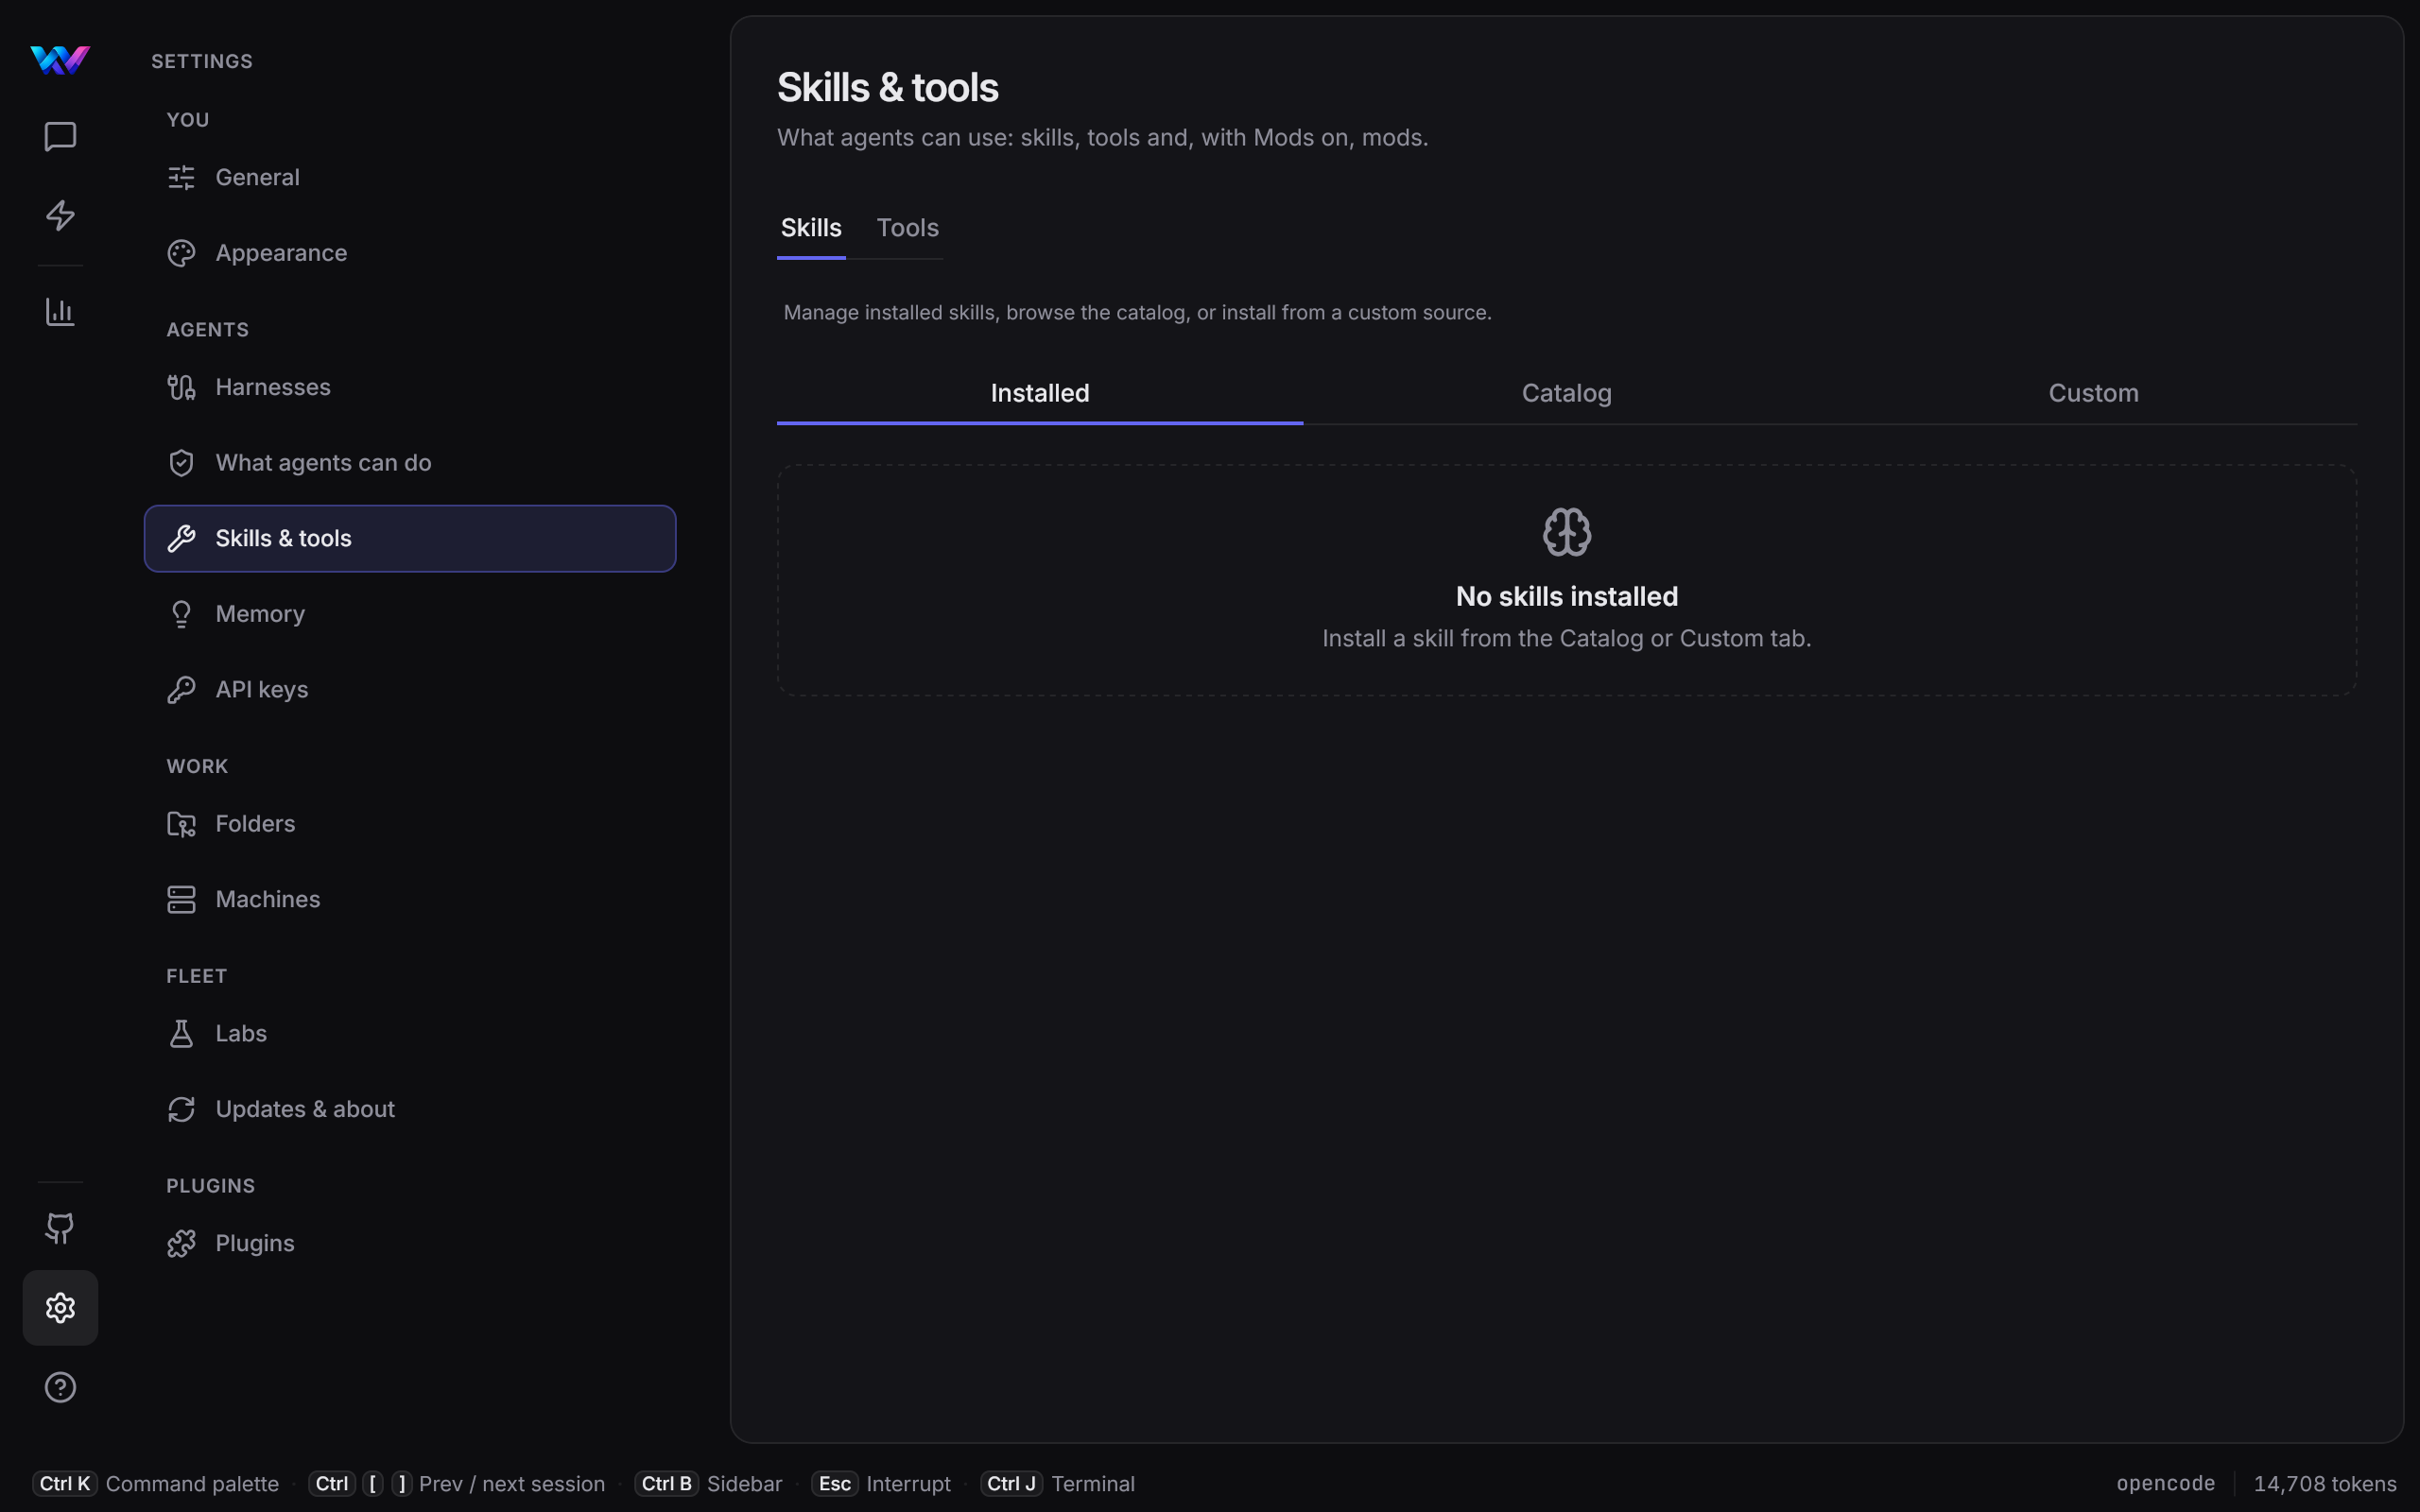 SETTINGS
YOU
General
Appearance
AGENTS
Harnesses
What agents can do
Skills & tools
Memory
API keys
WORK
Folders
Machines
FLEET
Labs
Updates & about
PLUGINS
Plugins
Skills & tools
What agents can use: skills, tools and, with Mods on, mods.
Skills Tools
Manage installed skills, browse the catalog, or install from a custom source.
Installed Catalog Custom
No skills installed
Install a skill from the Catalog or Custom tab.
Ctrl K Command palette · Ctrl [ ] Prev / next session · Ctrl B Sidebar · Esc Interrupt · Ctrl J Terminal opencode 14,708 tokens